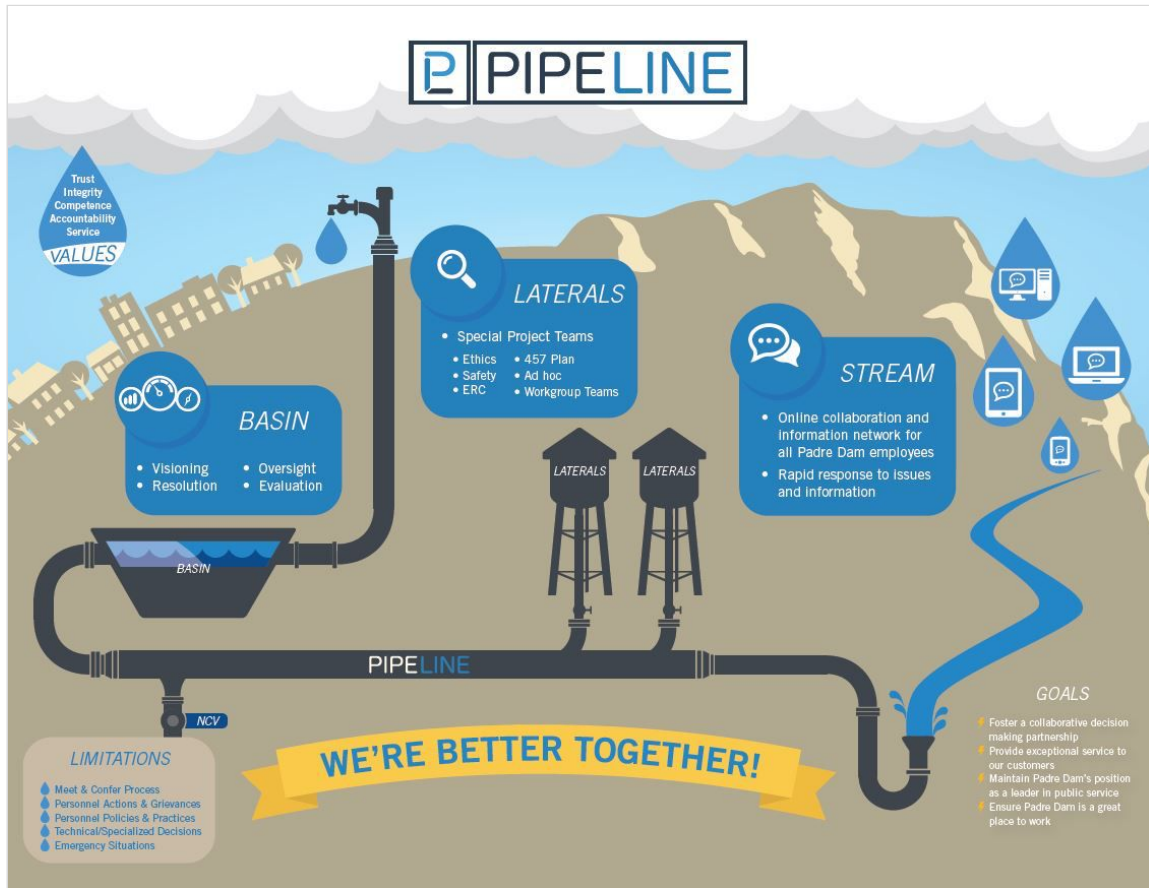 PIPELINE
Trust
Integrity
Competence
Accountability
Service
VALUES
LATERALS
• Special Project Teams
• Ethics • 457 Plan
• Safety • Ad hoc
• ERC • Workgroup Teams
STREAM
• Online collaboration and
information network for
all Padre Dam employees
• Rapid response to issues
and information
BASIN
• Visioning • Oversight
• Resolution • Evaluation
LATERALS LATERALS
BASIN
PIPELINE
NCV
WE'RE BETTER TOGETHER!
LIMITATIONS
Meet & Confer Process
Personnel Actions & Grievances
Personnel Policies & Practices
Technical/Specialized Decisions
Emergency Situations
GOALS
Foster a collaborative decision
making partnership
Provide exceptional service to
our customers
Maintain Padre Dam's position
as a leader in public service
Ensure Padre Dam is a great
place to work